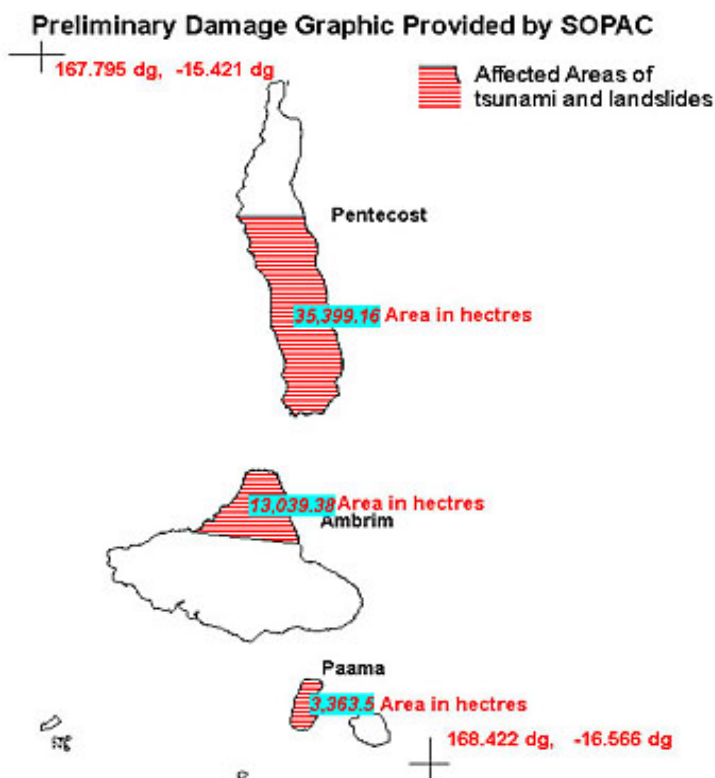 Preliminary Damage Graphic Provided by SOPAC
167.795 dg, -15.421 dg
Affected Areas of
tsunami and landslides
Pentecost
35,399.16 Area in hectres
13,039.38 Area in hectres
Ambrim
Paama
3,363.5 Area in hectres
168.422 dg, -16.566 dg